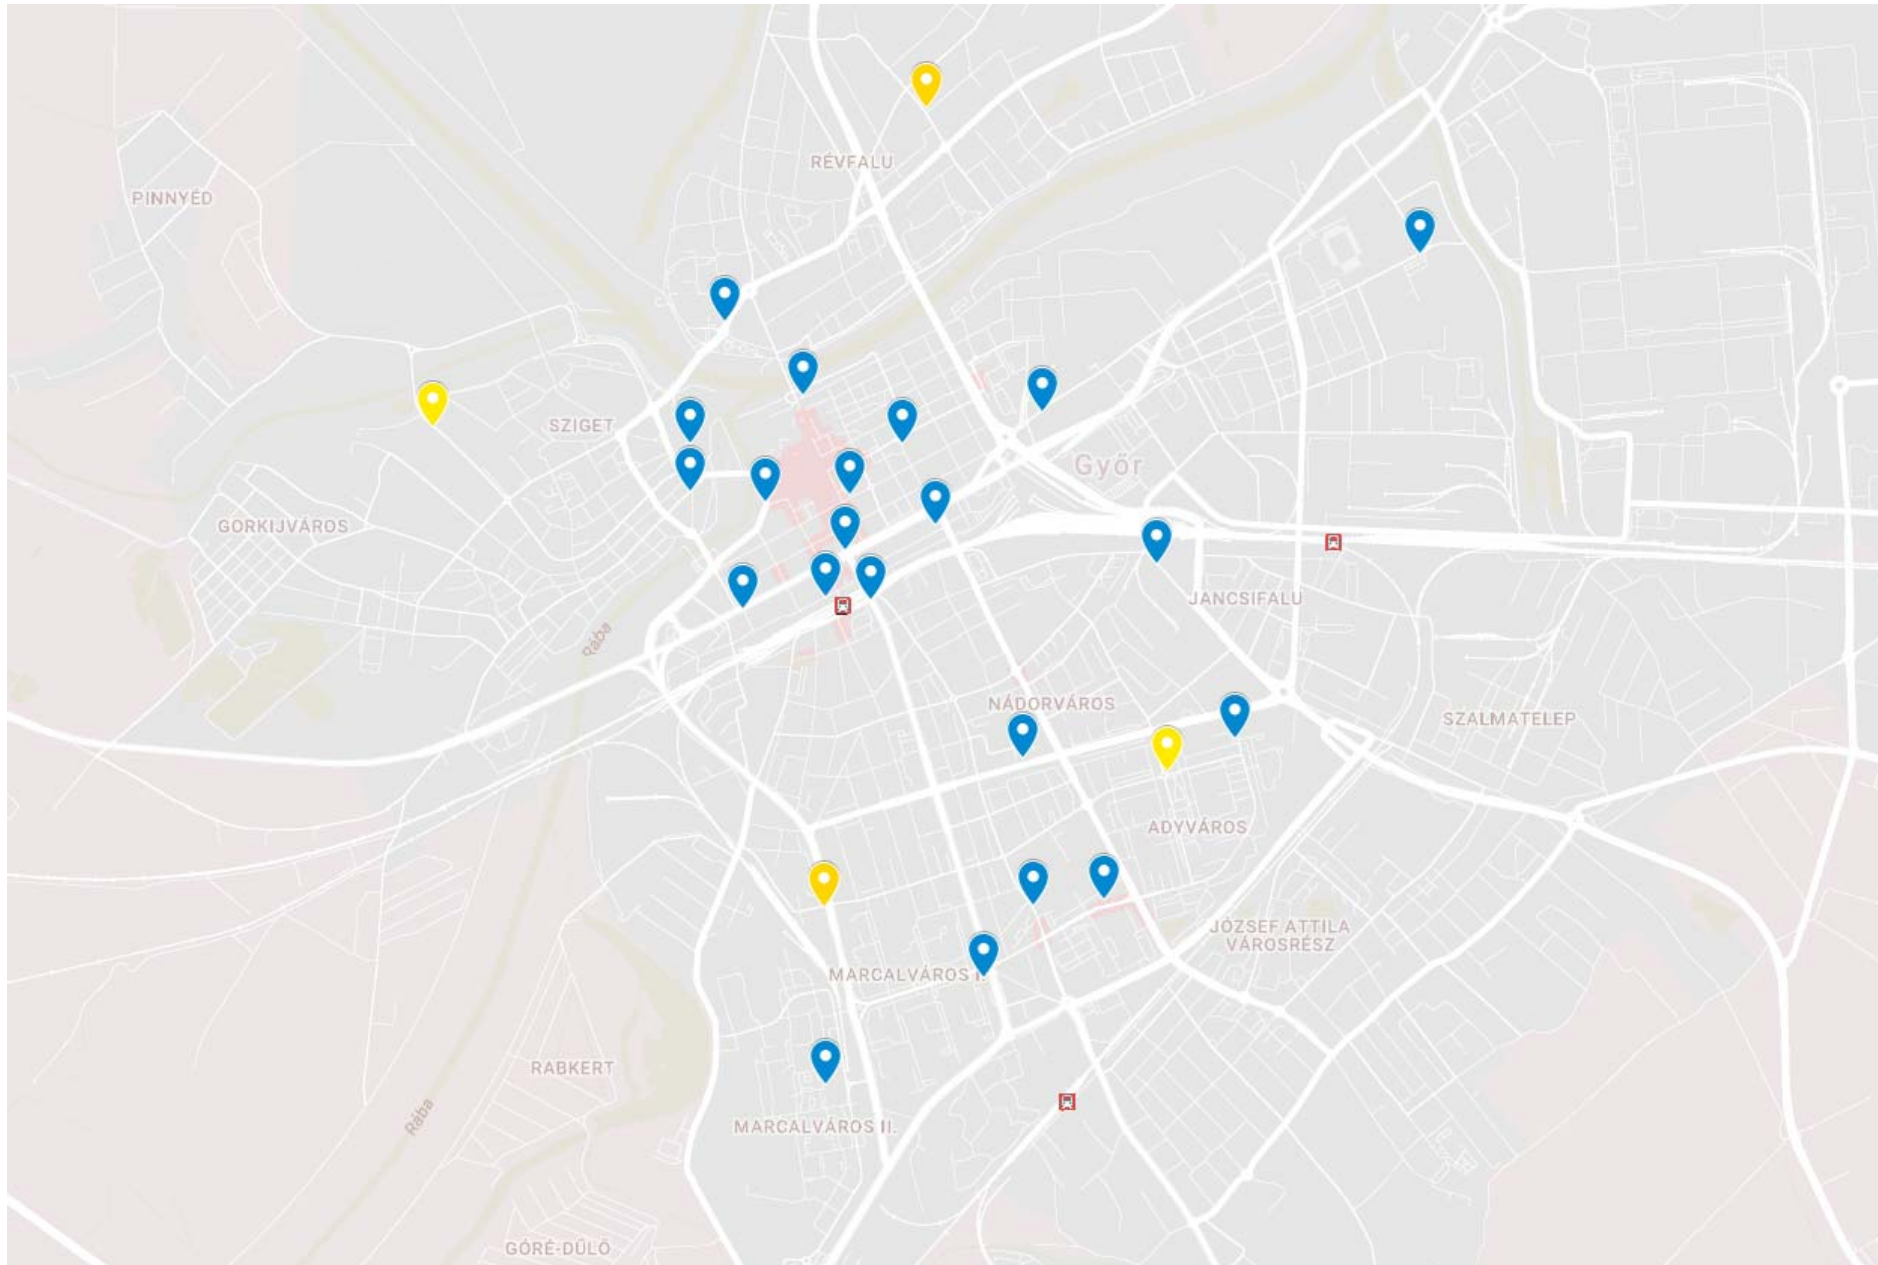 RÉVFALU
PINNYÉD
SZIGET
Győr
GORKIJVÁROS
JANCSIFALU
Rába
NÁDORVÁROS
SZALMATELEP
ADYVÁROS
JÓZSEF ATTILA
VÁROSRÉSZ
MARCALVÁROS I.
RABKERT
Rába
MARCALVÁROS II.
GÓRÉ-DŰLŐ